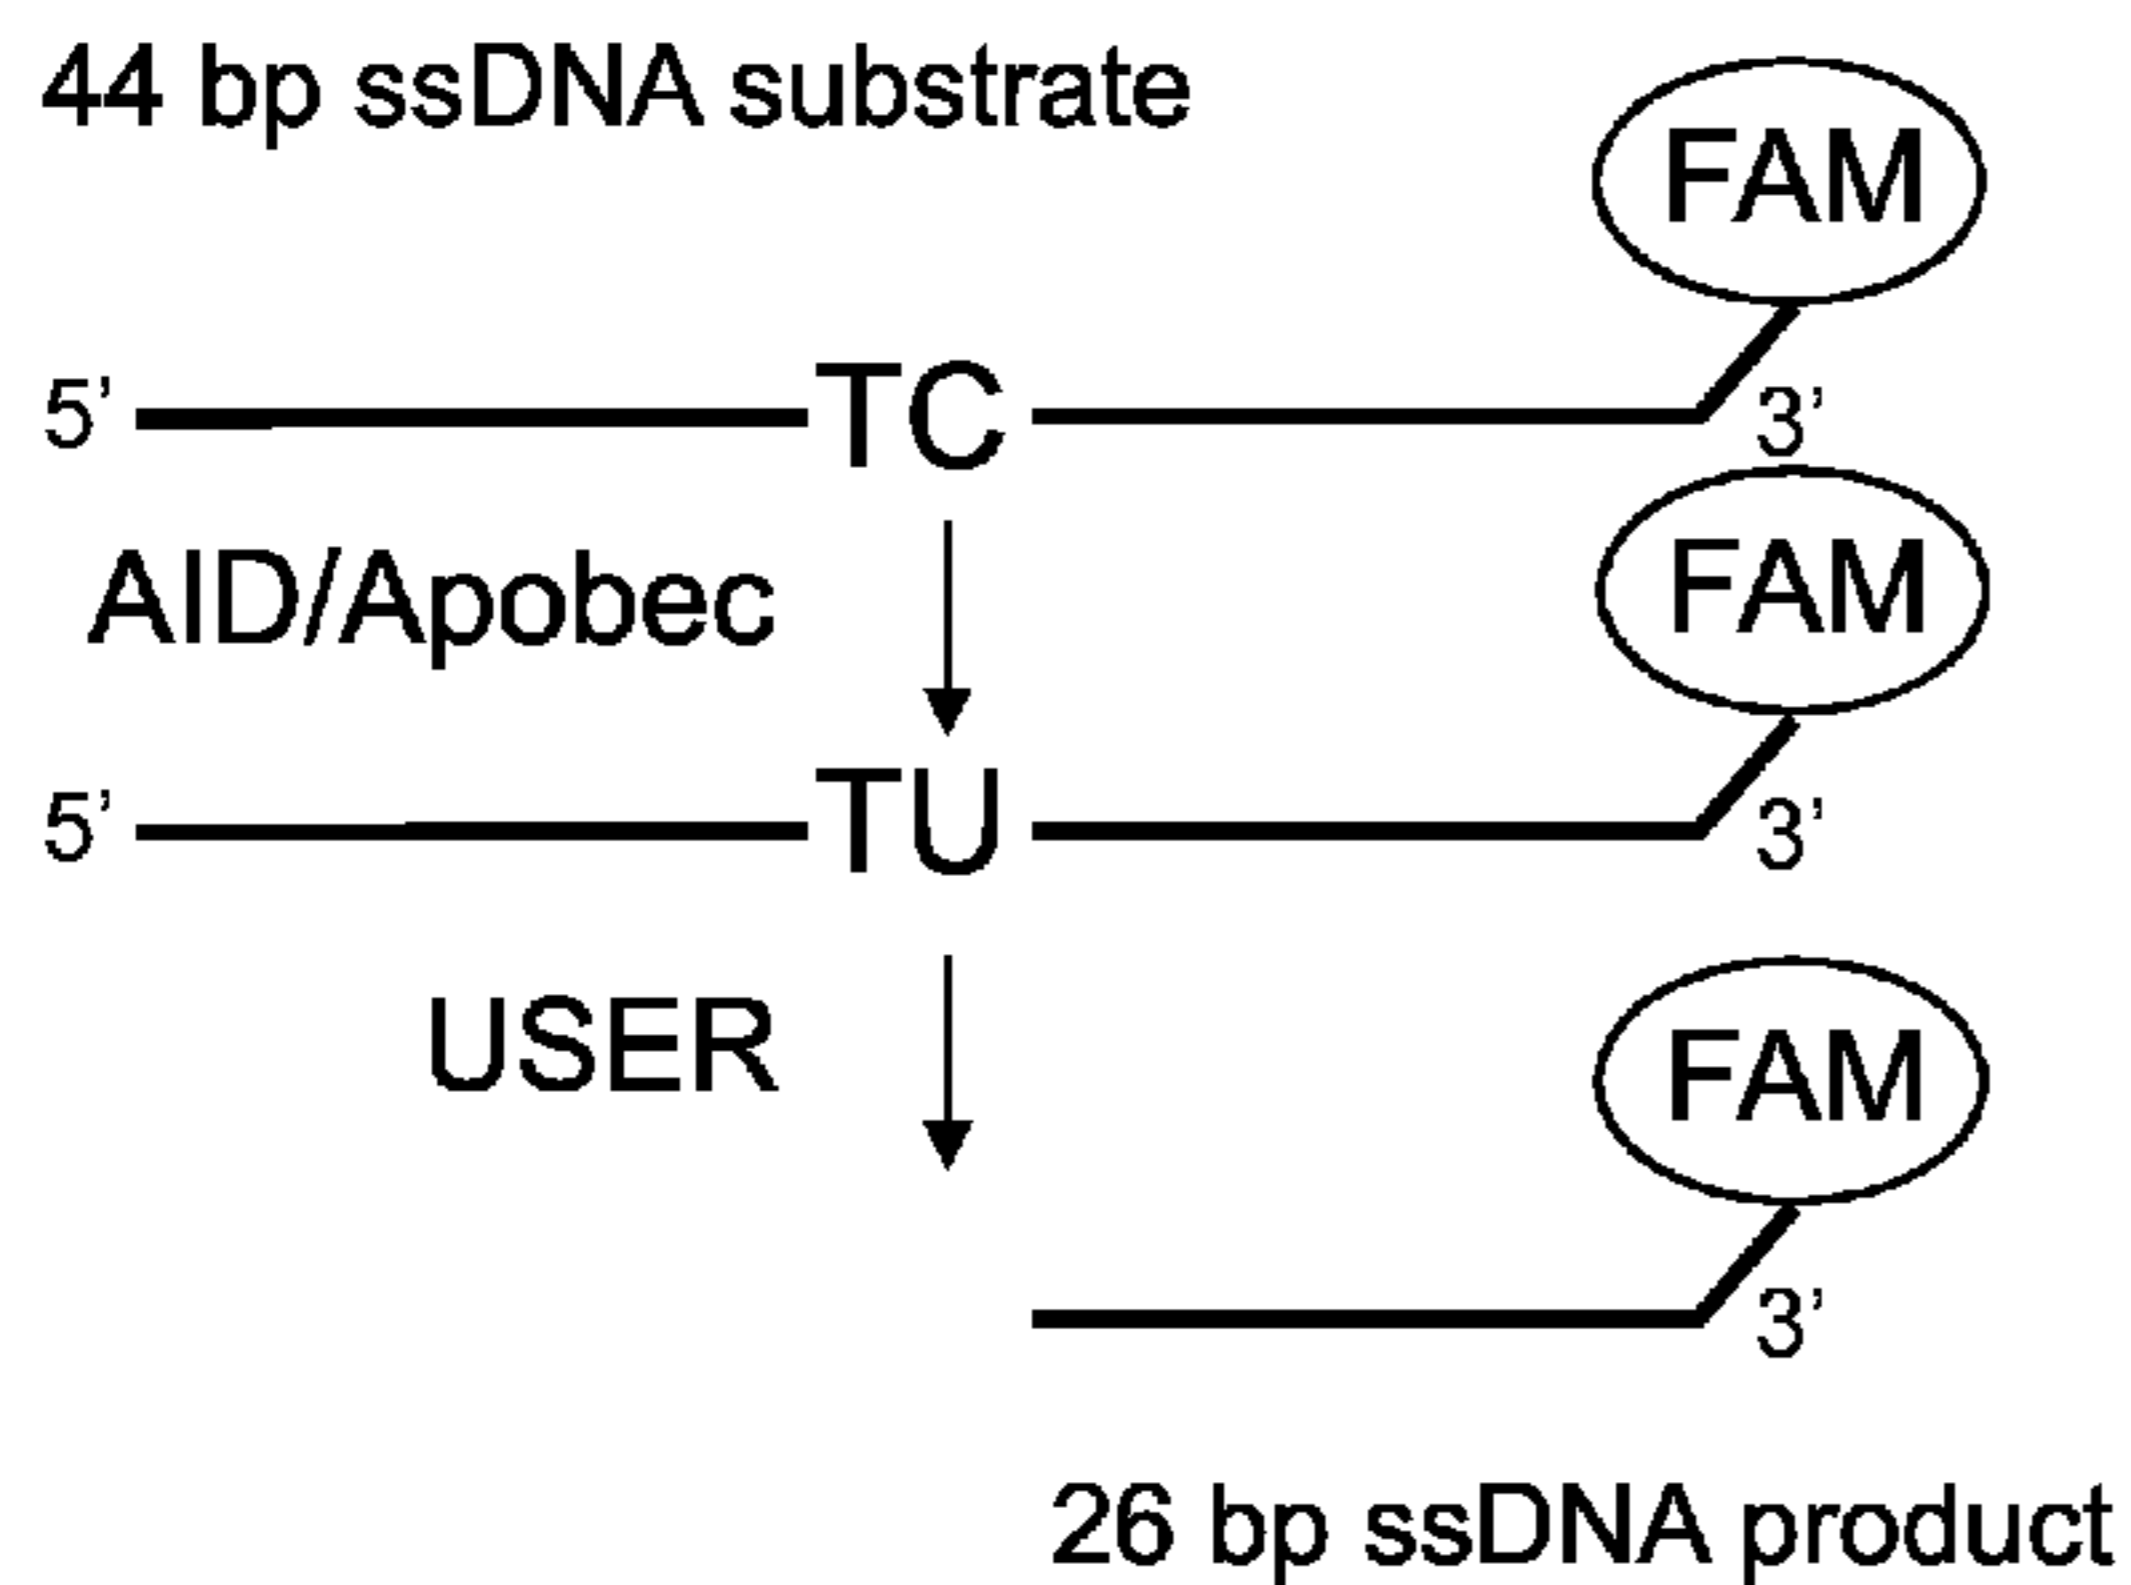 44 bp ssDNA substrate
FAM
5’ TC 3’
AID/Apobec
FAM
5’ TU 3’
USER
FAM
3’
26 bp ssDNA product